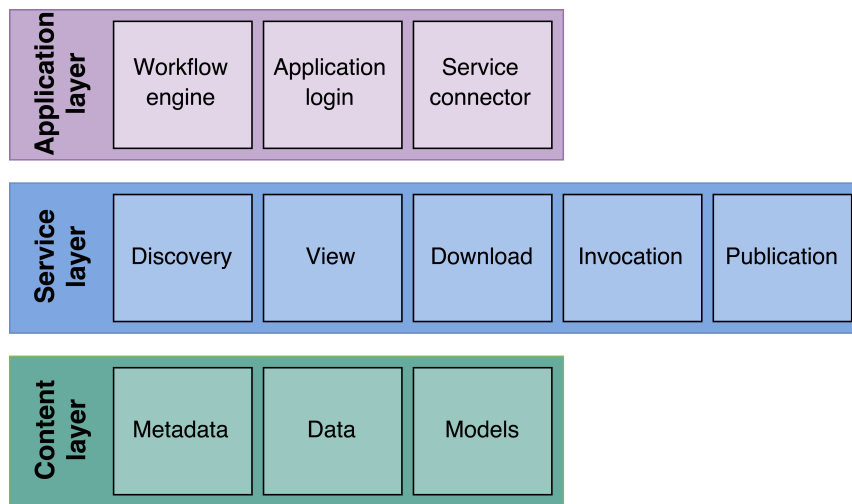 Application
layer
Workflow
engine
Application
login
Service
connector
Service
layer
Discovery
View
Download
Invocation
Publication
Content
layer
Metadata
Data
Models